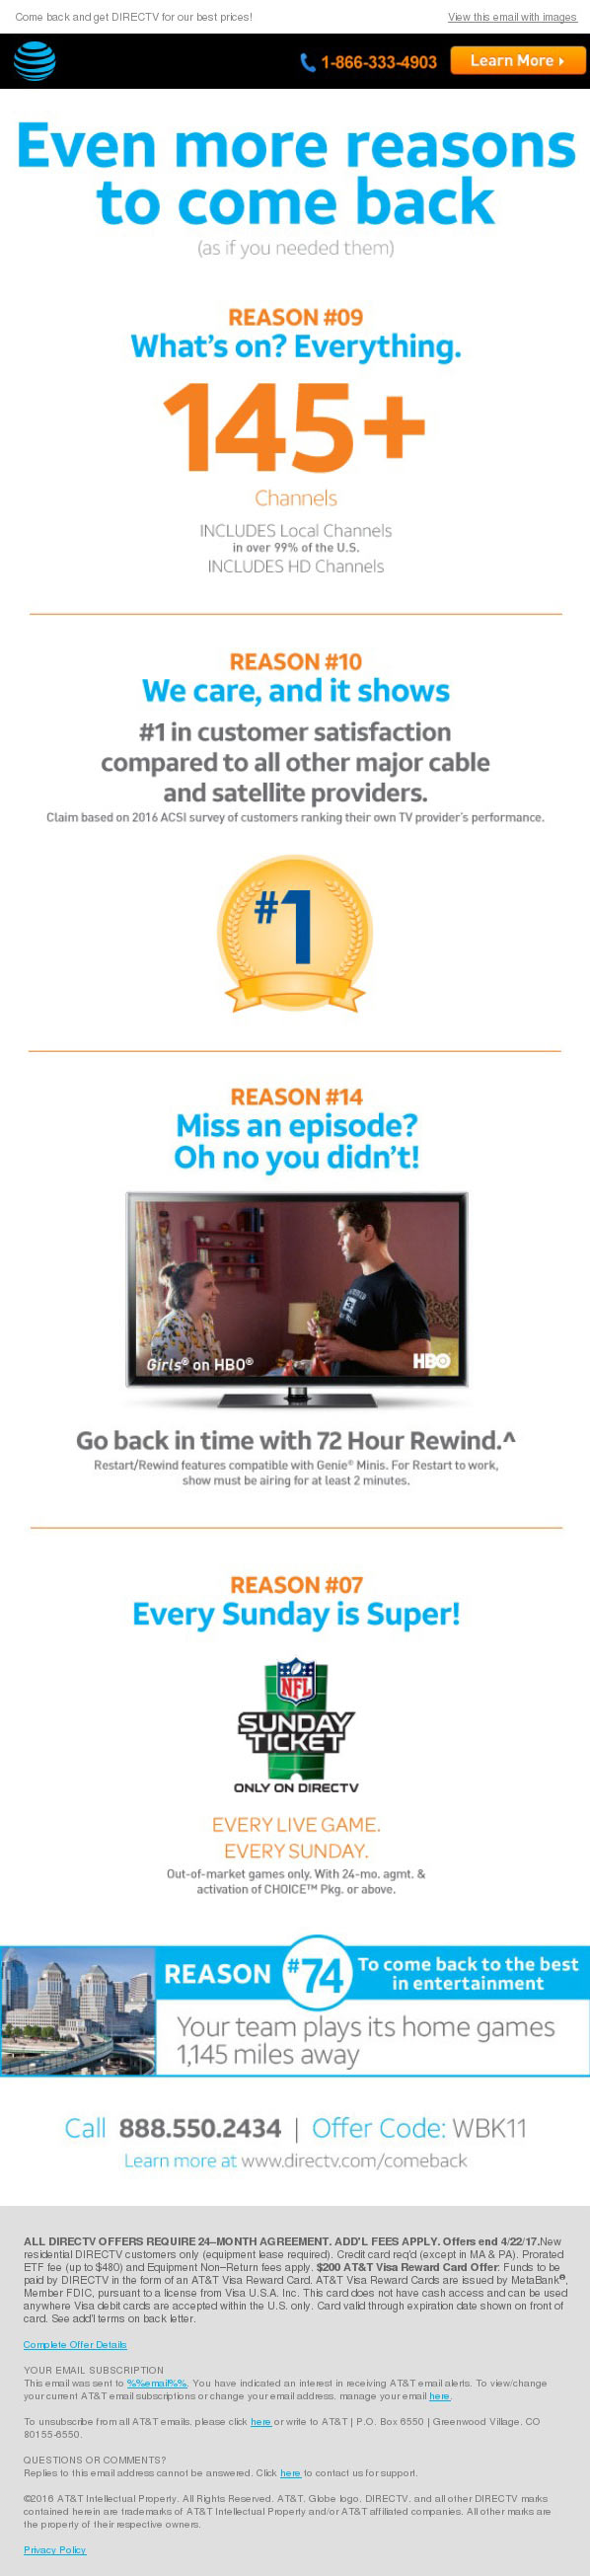 Come back and get DIRECTV for our best prices!
View this email with images
1-866-333-4903
Learn More
Even more reasons
to come back
(as if you needed them)
REASON #09
What's on? Everything.
145+
Channels
INCLUDES Local Channels
in over 99% of the U.S.
INCLUDES HD Channels
REASON #10
We care, and it shows
#1 in customer satisfaction
compared to all other major cable
and satellite providers.
Claim based on 2016 ACSI survey of customers ranking their own TV provider's performance.
#1
REASON #14
Miss an episode?
Oh no you didn't!
Girls® on HBO®
HBO
Go back in time with 72 Hour Rewind.^
Restart/Rewind features compatible with Genie® Minis. For Restart to work,
show must be airing for at least 2 minutes.
REASON #07
Every Sunday is Super!
NFL
SUNDAY
TICKET
ONLY ON DIRECTV
EVERY LIVE GAME.
EVERY SUNDAY.
Out-of-market games only. With 24-mo. agmt. &
activation of CHOICE™ Pkg. or above.
REASON #74 To come back to the best
in entertainment
Your team plays its home games
1,145 miles away
Call 888.550.2434 | Offer Code: WBK11
Learn more at www.directv.com/comeback
ALL DIRECTV OFFERS REQUIRE 24–MONTH AGREEMENT. ADD'L FEES APPLY. Offers end 4/22/17.New
residential DIRECTV customers only (equipment lease required). Credit card req'd (except in MA & PA). Prorated
ETF fee (up to $480) and Equipment Non–Return fees apply. $200 AT&T Visa Reward Card Offer: Funds to be
paid by DIRECTV in the form of an AT&T Visa Reward Card. AT&T Visa Reward Cards are issued by MetaBank®,
Member FDIC, pursuant to a license from Visa U.S.A. Inc. This card does not have cash access and can be used
anywhere Visa debit cards are accepted within the U.S. only. Card valid through expiration date shown on front of
card. See add'l terms on back letter.
Complete Offer Details
YOUR EMAIL SUBSCRIPTION
This email was sent to %%email%%. You have indicated an interest in receiving AT&T email alerts. To view/change
your current AT&T email subscriptions or change your email address. manage your email here.
To unsubscribe from all AT&T emails. please click here or write to AT&T | P.O. Box 6550 | Greenwood Village, CO
80155-6550.
QUESTIONS OR COMMENTS?
Replies to this email address cannot be answered. Click here to contact us for support.
©2016 AT&T Intellectual Property. All Rights Reserved. AT&T, Globe logo, DIRECTV, and all other DIRECTV marks
contained herein are trademarks of AT&T Intellectual Property and/or AT&T affiliated companies. All other marks are
the property of their respective owners.
Privacy Policy